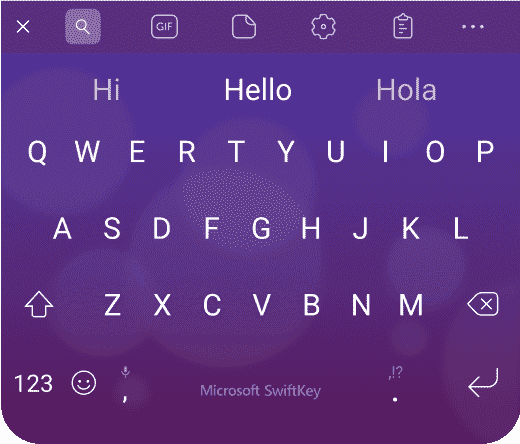 GIF
Hi Hello Hola
Q W E R T Y U I O P
A S D F G H J K L
Z X C V B N M
,!?
123 , Microsoft SwiftKey .